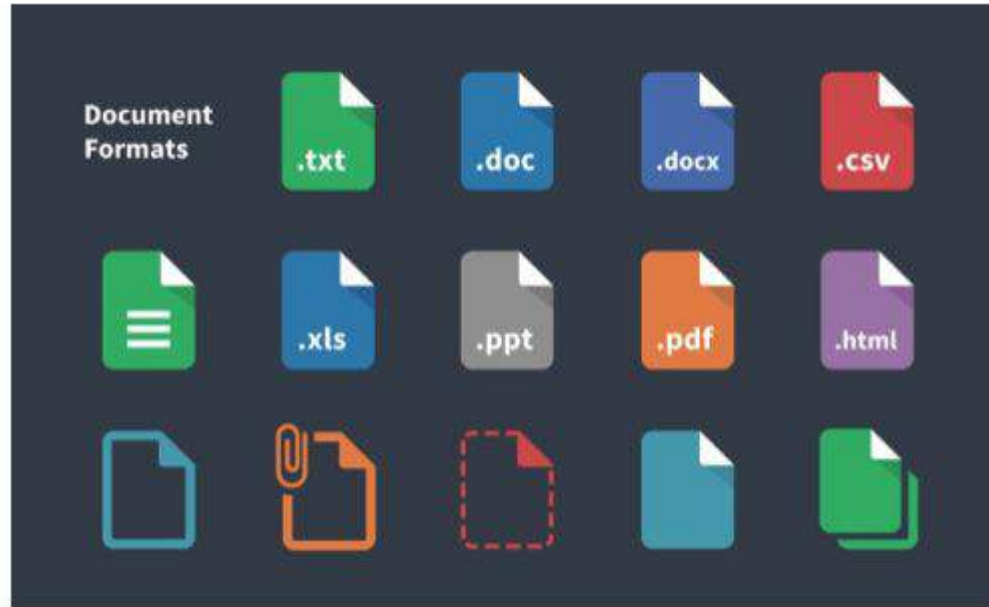 Document
Formats
.txt
.doc
.docx
.csv
.xls
.ppt
.pdf
.html